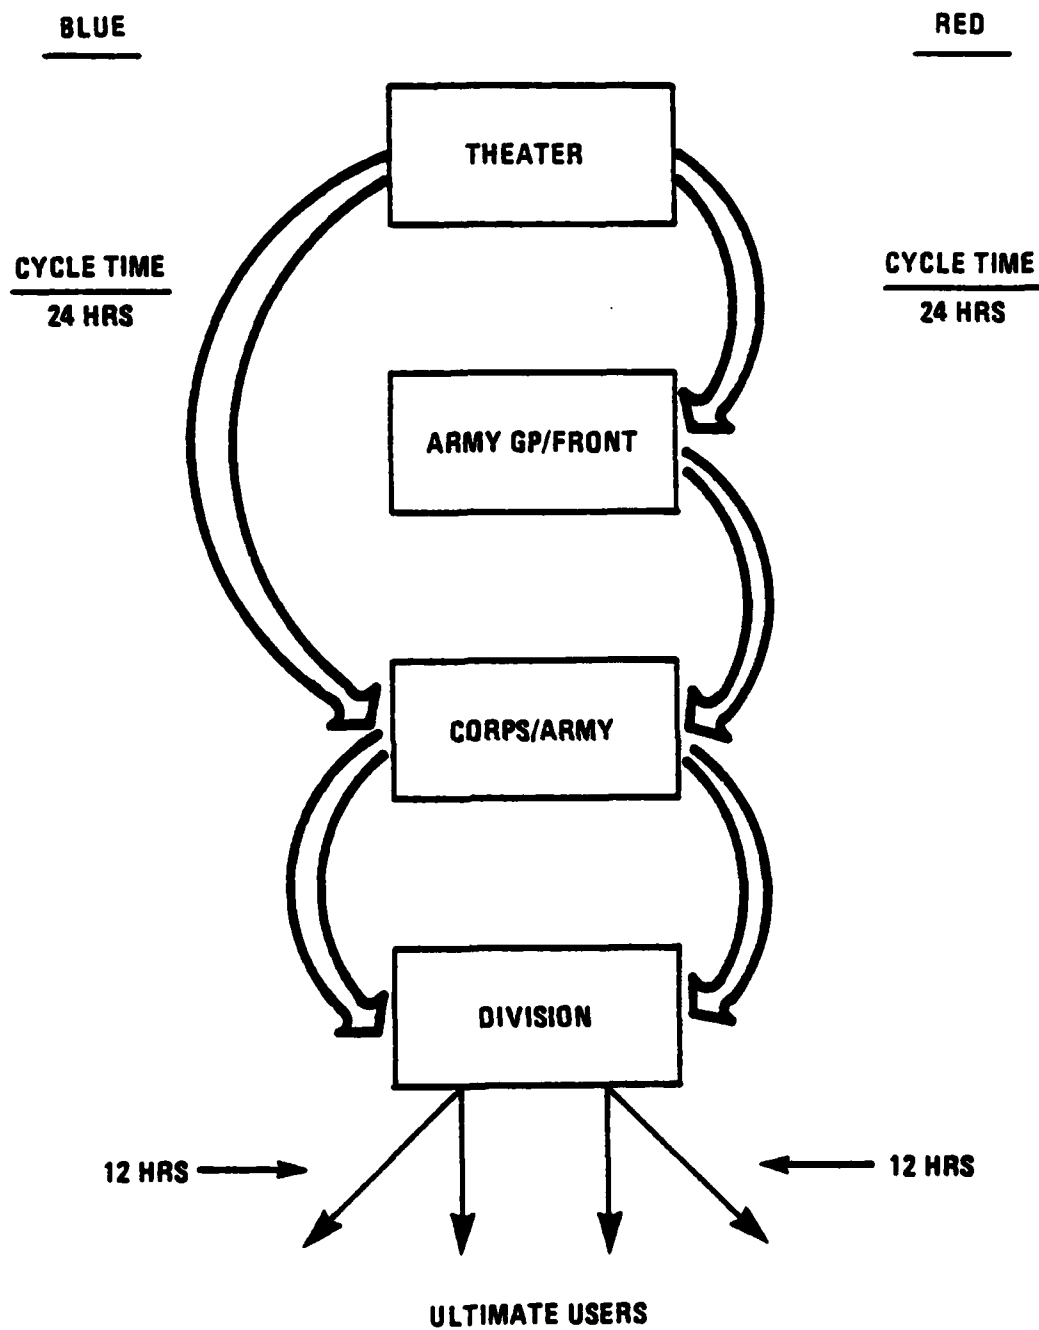 BLUE
RED
THEATER
CYCLE TIME
24 HRS
CYCLE TIME
24 HRS
ARMY GP/FRONT
CORPS/ARMY
DIVISION
12 HRS
12 HRS
ULTIMATE USERS